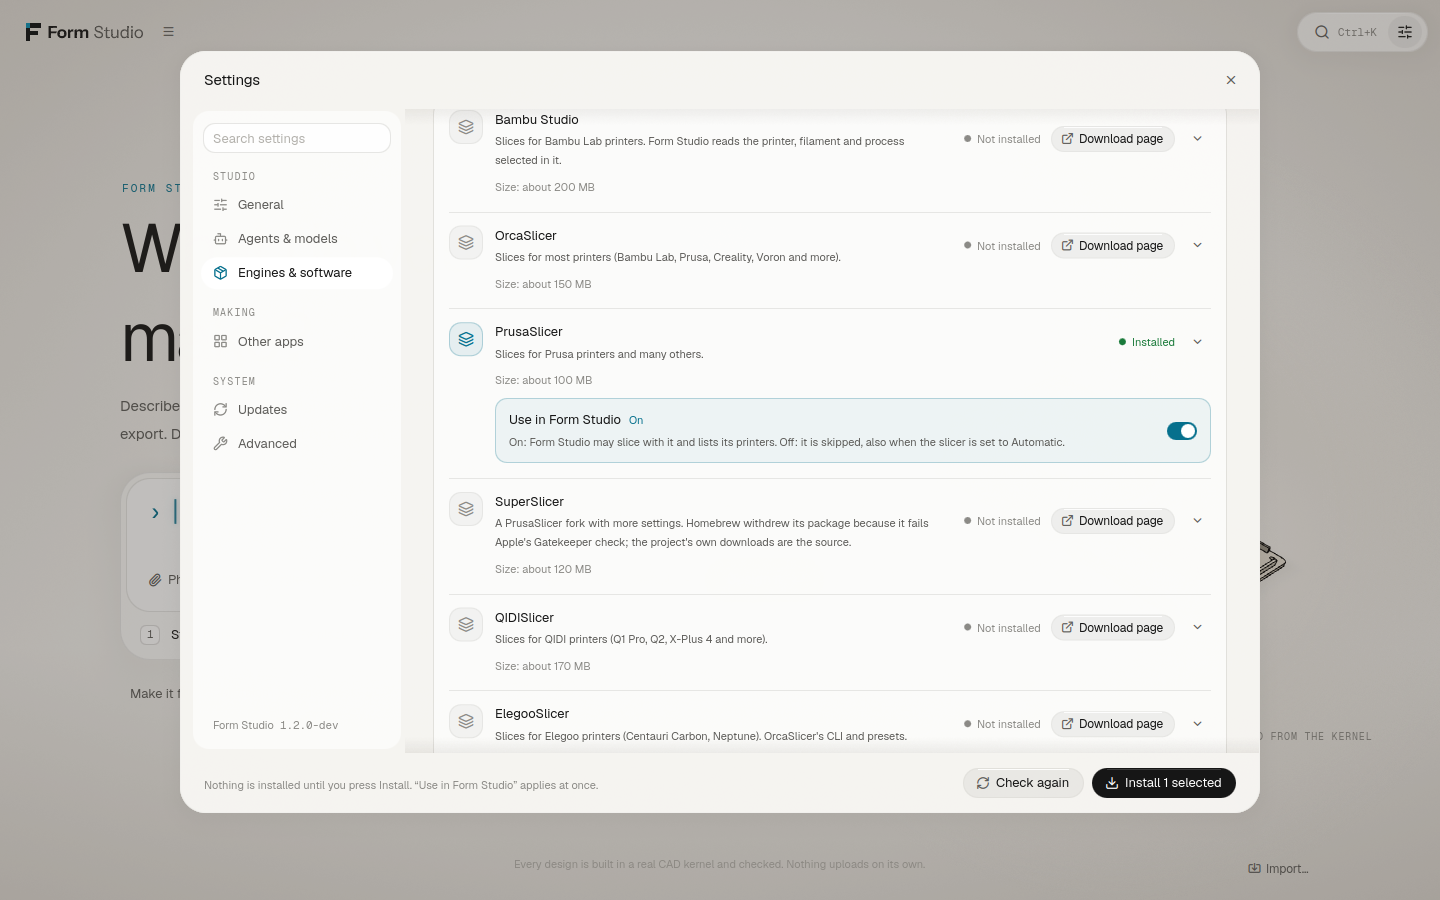 Form Studio
Ctrl+K
Settings
Search settings
STUDIO
General
Agents & models
Engines & software
MAKING
Other apps
SYSTEM
Updates
Advanced
Form Studio 1.2.0-dev
Bambu Studio
Slices for Bambu Lab printers. Form Studio reads the printer, filament and process
selected in it.
Size: about 200 MB
Not installed
Download page
OrcaSlicer
Slices for most printers (Bambu Lab, Prusa, Creality, Voron and more).
Size: about 150 MB
Not installed
Download page
PrusaSlicer
Slices for Prusa printers and many others.
Size: about 100 MB
Installed
Use in Form Studio On
On: Form Studio may slice with it and lists its printers. Off: it is skipped, also when the slicer is set to Automatic.
SuperSlicer
A PrusaSlicer fork with more settings. Homebrew withdrew its package because it fails
Apple's Gatekeeper check; the project's own downloads are the source.
Size: about 120 MB
Not installed
Download page
QIDISlicer
Slices for QIDI printers (Q1 Pro, Q2, X-Plus 4 and more).
Size: about 170 MB
Not installed
Download page
ElegooSlicer
Slices for Elegoo printers (Centauri Carbon, Neptune). OrcaSlicer's CLI and presets.
Not installed
Download page
Nothing is installed until you press Install. “Use in Form Studio” applies at once.
Check again
Install 1 selected
FORM
Describe
export.
1
Make it
FROM THE KERNEL
Every design is built in a real CAD kernel and checked. Nothing uploads on its own.
Import…